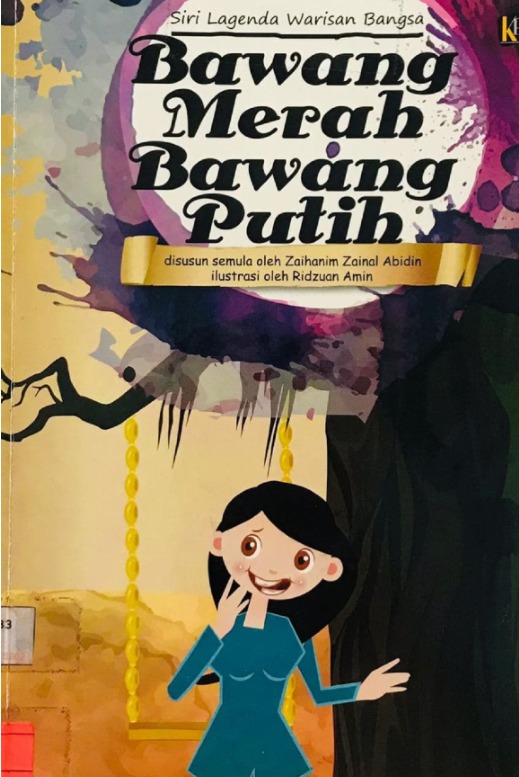 Siri Lagenda Warisan Bangsa
Bawang
Merah
Bawang
Putih
disusun semula oleh Zaihanim Zainal Abidin
ilustrasi oleh Ridzuan Amin